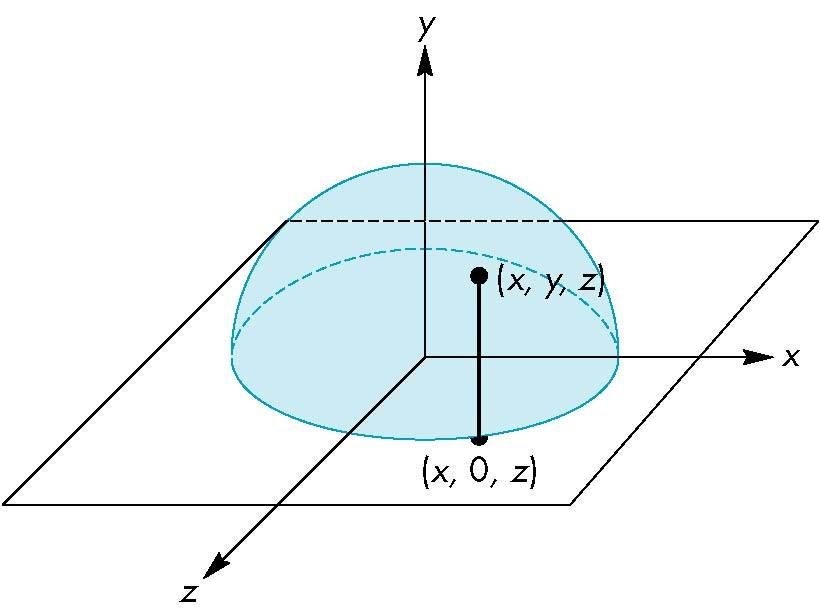 y
(x, y, z)
x
(x, 0, z)
z